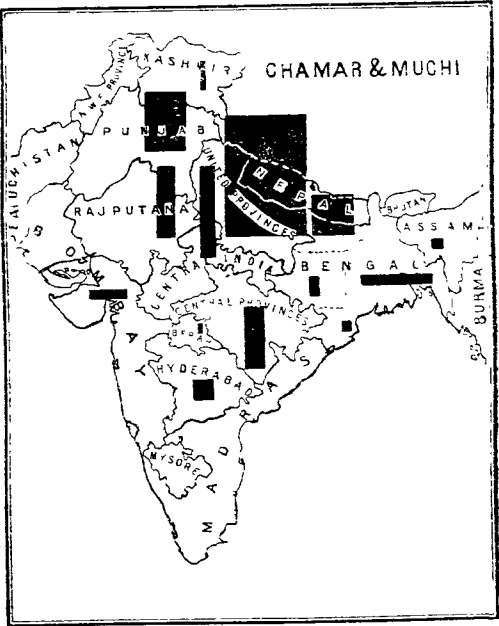 CHAMAR & MUCHI
KASHMIR
N.W.F. PROVINCE
PUNJAB
BALUCHISTAN
UNITED PROVINCES
NEPAL
BHUTAN
RAJPUTANA
ASSAM
CENTRAL INDIA
BENGAL
BURMA
BOMBAY
CENTRAL PROVINCES
BERAR
HYDERABAD
MADRAS
MYSORE